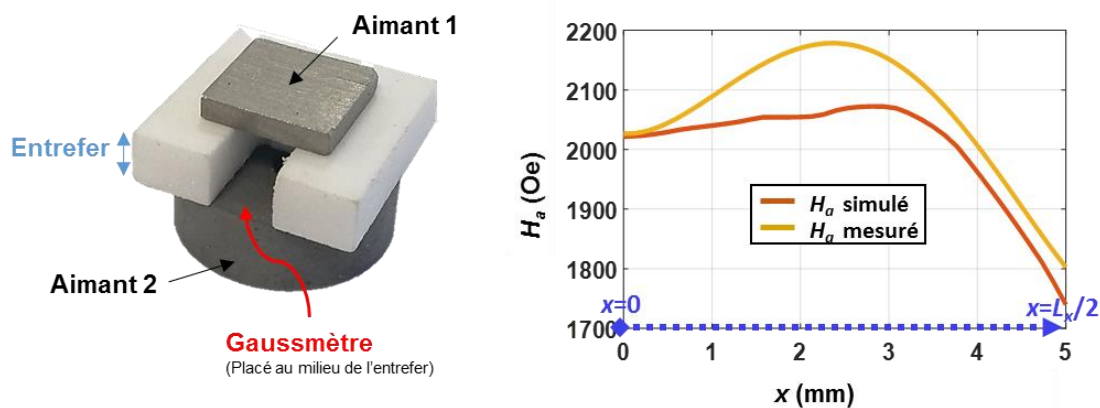 Aimant 1
Entrefer
Aimant 2
Gaussmètre
(Placé au milieu de l'entrefer)
2200
2100
2000
1900
1800
1700
Hₐ (Oe)
Hₐ simulé
Hₐ mesuré
x=0
x=Lₓ/2
0 1 2 3 4 5
x (mm)